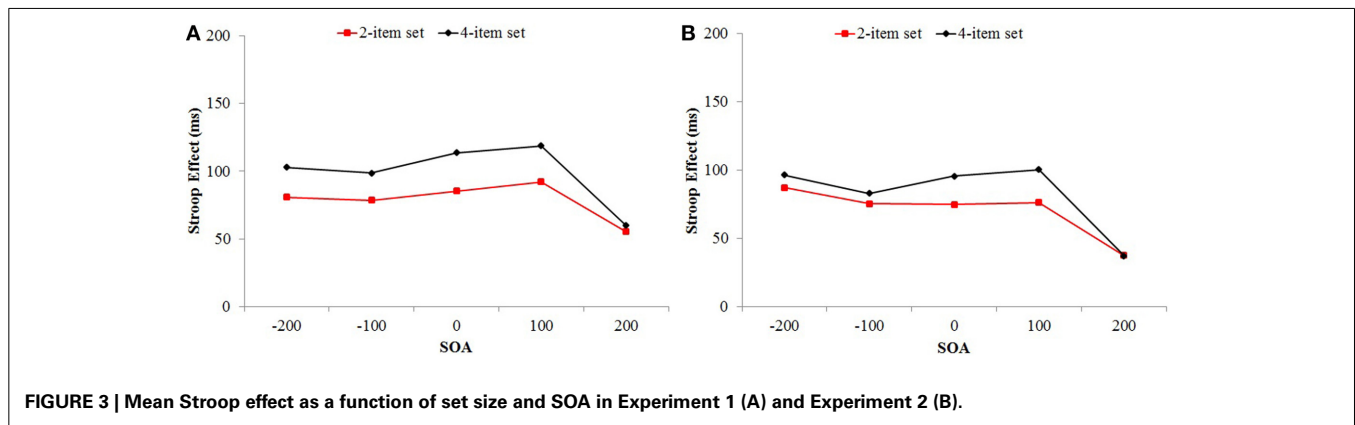 A
2-item set
4-item set
200
150
100
50
0
Stroop Effect (ms)
-200 -100 0 100 200
SOA
B
2-item set
4-item set
200
150
100
50
0
Stroop Effect (ms)
-200 -100 0 100 200
SOA
FIGURE 3 | Mean Stroop effect as a function of set size and SOA in Experiment 1 (A) and Experiment 2 (B).